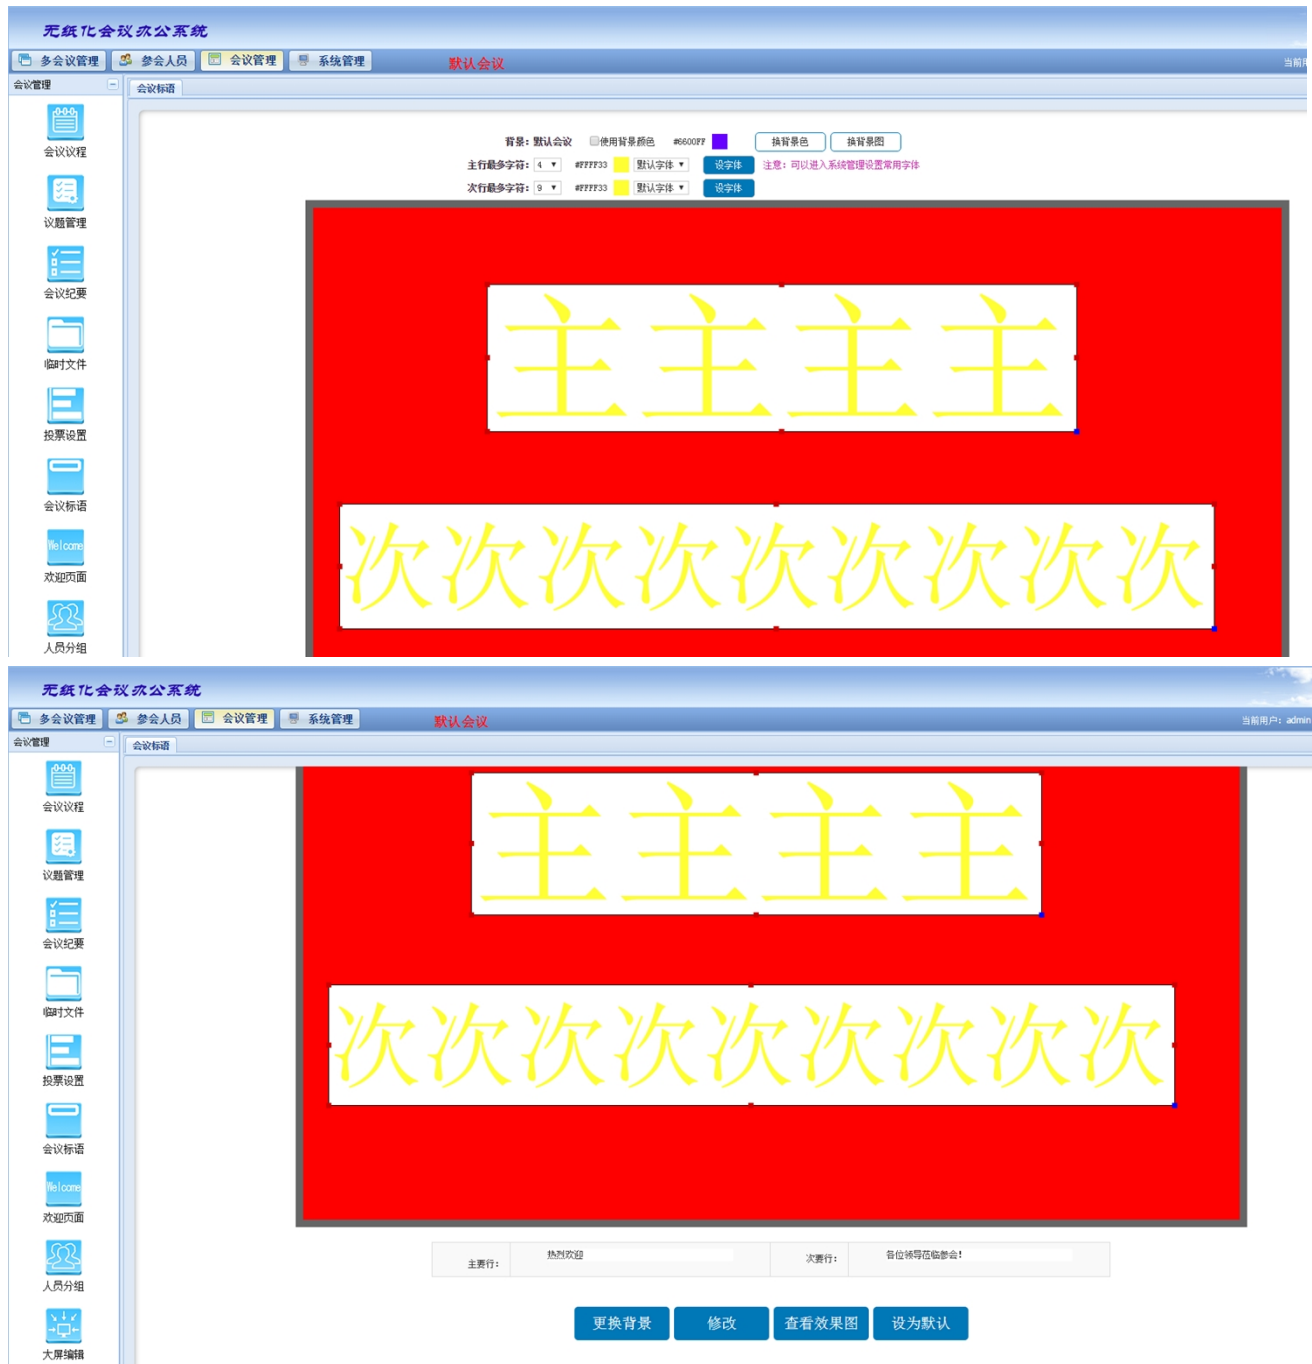 无纸化会议办公系统
多会议管理 参会人员 会议管理 系统管理 默认会议
会议管理 会议标语
会议议程
议题管理
会议纪要
临时文件
投票设置
会议标语
Welcome
欢迎页面
人员分组
背景: 默认会议 使用背景颜色 #6600FF 换背景色 换背景图
主行最多字符: 4 #FFFF33 默认字体 设字体 注意: 可以进入系统管理设置常用字体
次行最多字符: 9 #FFFF33 默认字体 设字体
主主主主
次次次次次次次次次
无纸化会议办公系统
多会议管理 参会人员 会议管理 系统管理 默认会议 当前用户: admin
会议管理 会议标语
会议议程
议题管理
会议纪要
临时文件
投票设置
会议标语
Welcome
欢迎页面
人员分组
大屏编辑
主主主主
次次次次次次次次次
主要行: 热烈欢迎 次要行: 各位领导莅临参会!
更换背景 修改 查看效果图 设为默认